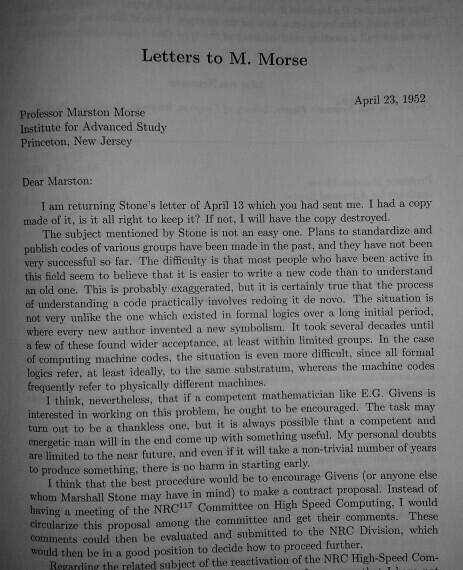 Letters to M. Morse
April 23, 1952
Professor Marston Morse
Institute for Advanced Study
Princeton, New Jersey
Dear Marston:
I am returning Stone's letter of April 13 which you had sent me. I had a copy
made of it, is it all right to keep it? If not, I will have the copy destroyed.
The subject mentioned by Stone is not an easy one. Plans to standardize and
publish codes of various groups have been made in the past, and they have not been
very successful so far. The difficulty is that most people who have been active in
this field seem to believe that it is easier to write a new code than to understand
an old one. This is probably exaggerated, but it is certainly true that the process
of understanding a code practically involves redoing it de novo. The situation is
not very unlike the one which existed in formal logics over a long initial period,
where every new author invented a new symbolism. It took several decades until
a few of these found wider acceptance, at least within limited groups. In the case
of computing machine codes, the situation is even more difficult, since all formal
logics refer, at least ideally, to the same substratum, whereas the machine codes
frequently refer to physically different machines.
I think, nevertheless, that if a competent mathematician like E.G. Givens is
interested in working on this problem, he ought to be encouraged. The task may
turn out to be a thankless one, but it is always possible that a competent and
energetic man will in the end come up with something useful. My personal doubts
are limited to the near future, and even if it will take a non-trivial number of years
to produce something, there is no harm in starting early.
I think that the best procedure would be to encourage Givens (or anyone else
whom Marshall Stone may have in mind) to make a contract proposal. Instead of
having a meeting of the NRC117 Committee on High Speed Computing, I would
circularize this proposal among the committee and get their comments. These
comments could then be evaluated and submitted to the NRC Division, which
would then be in a good position to decide how to proceed further.
Regarding the related subject of the reactivation of the NRC High-Speed Com-